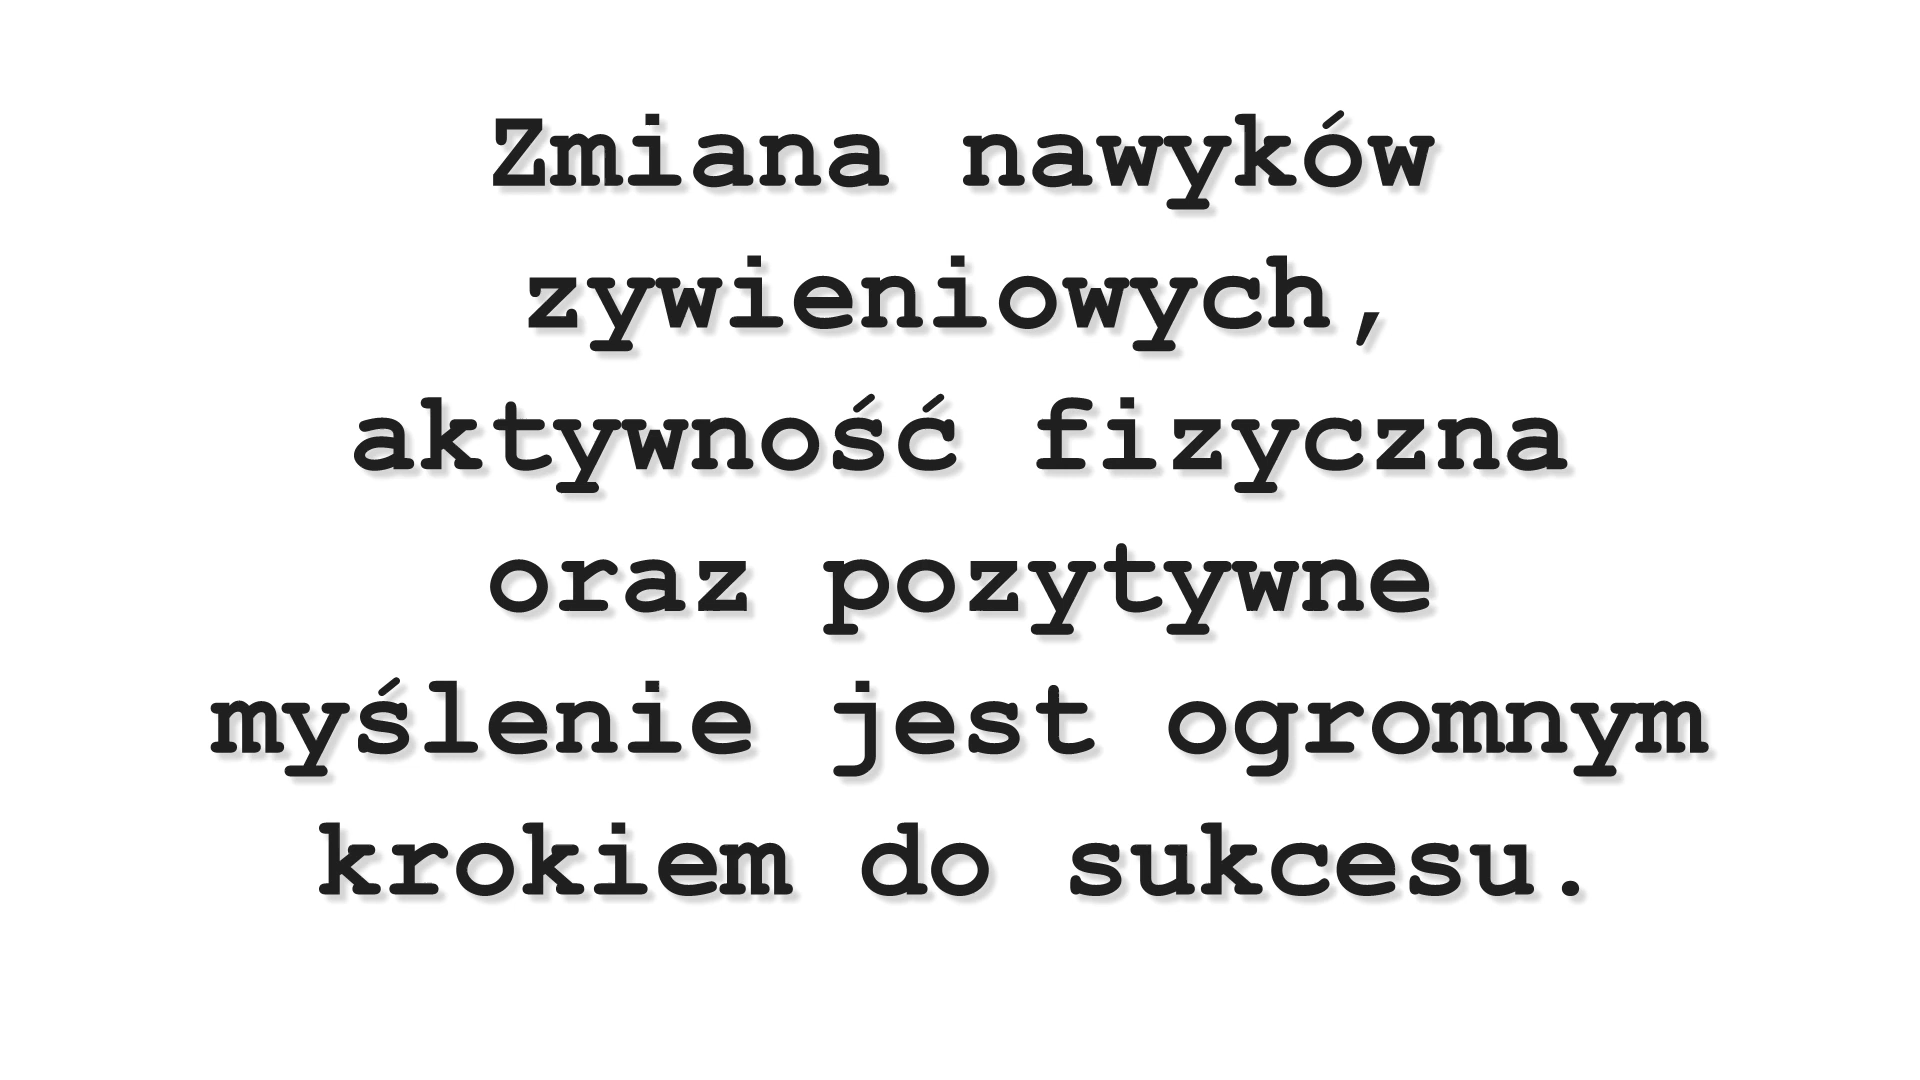 Zmiana nawyków
zywieniowych,
aktywność fizyczna
oraz pozytywne
myślenie jest ogromnym
krokiem do sukcesu.